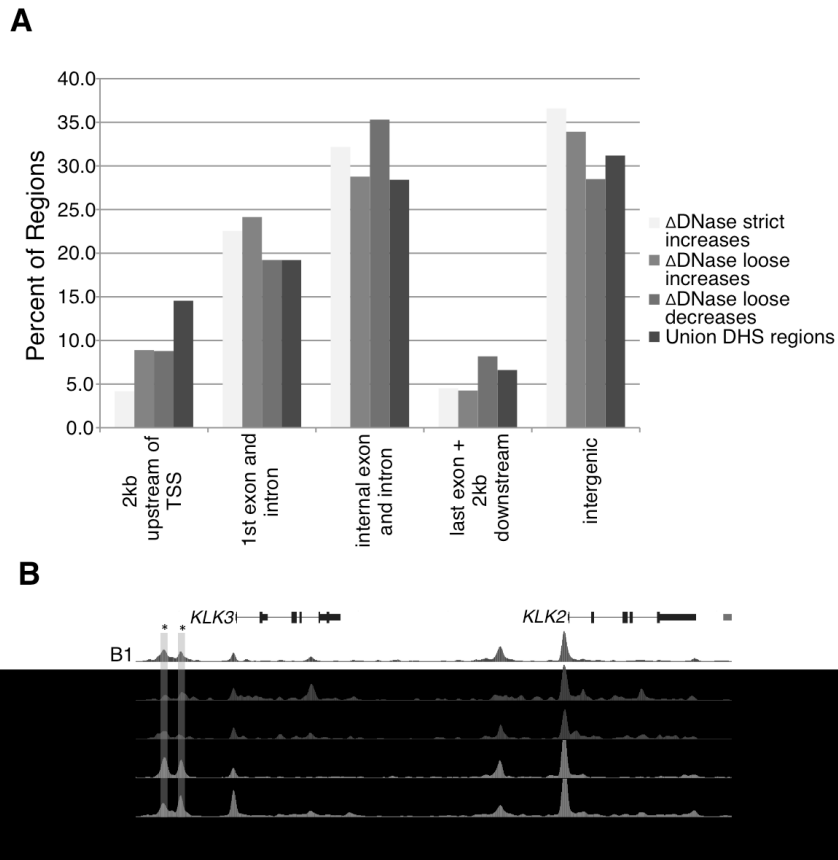 A
40.0
35.0
30.0
25.0
20.0
15.0
10.0
5.0
0.0
Percent of Regions
2kb
upstream of
TSS
1st exon and
intron
internal exon
and intron
last exon +
2kb
downstream
intergenic
ΔDNase strict
increases
ΔDNase loose
increases
ΔDNase loose
decreases
Union DHS regions
B
KLK3 KLK2
* *
B1